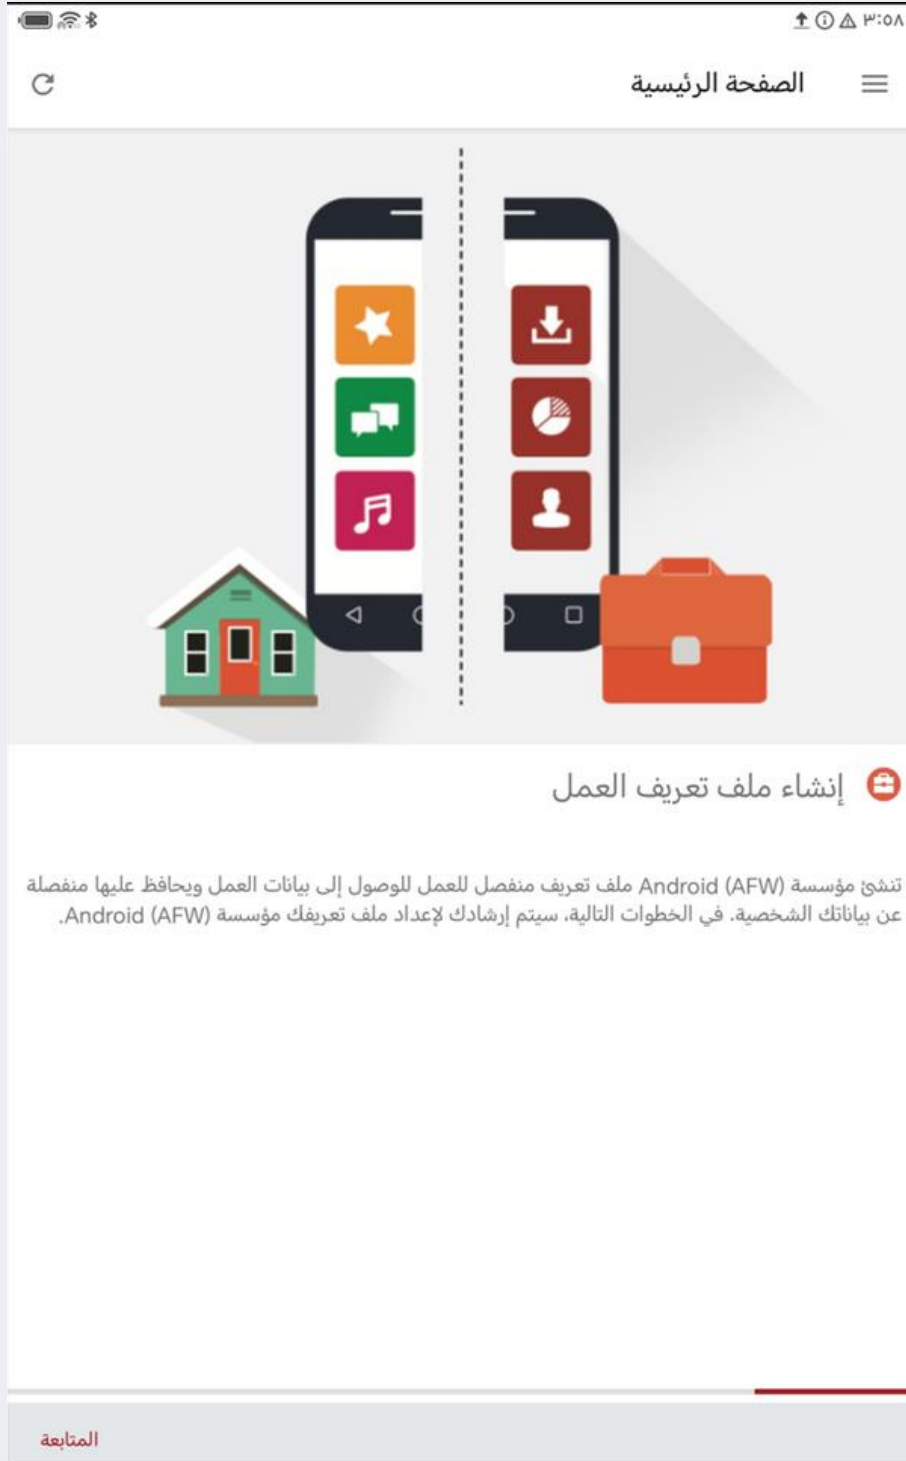 ٣:٥٨
الصفحة الرئيسية
إنشاء ملف تعريف العمل
تنشئ مؤسسة Android (AFW) ملف تعريف منفصل للعمل للوصول إلى بيانات العمل ويحافظ عليها منفصلة
عن بياناتك الشخصية. في الخطوات التالية، سيتم إرشادك لإعداد ملف تعريفك مؤسسة Android (AFW).
المتابعة